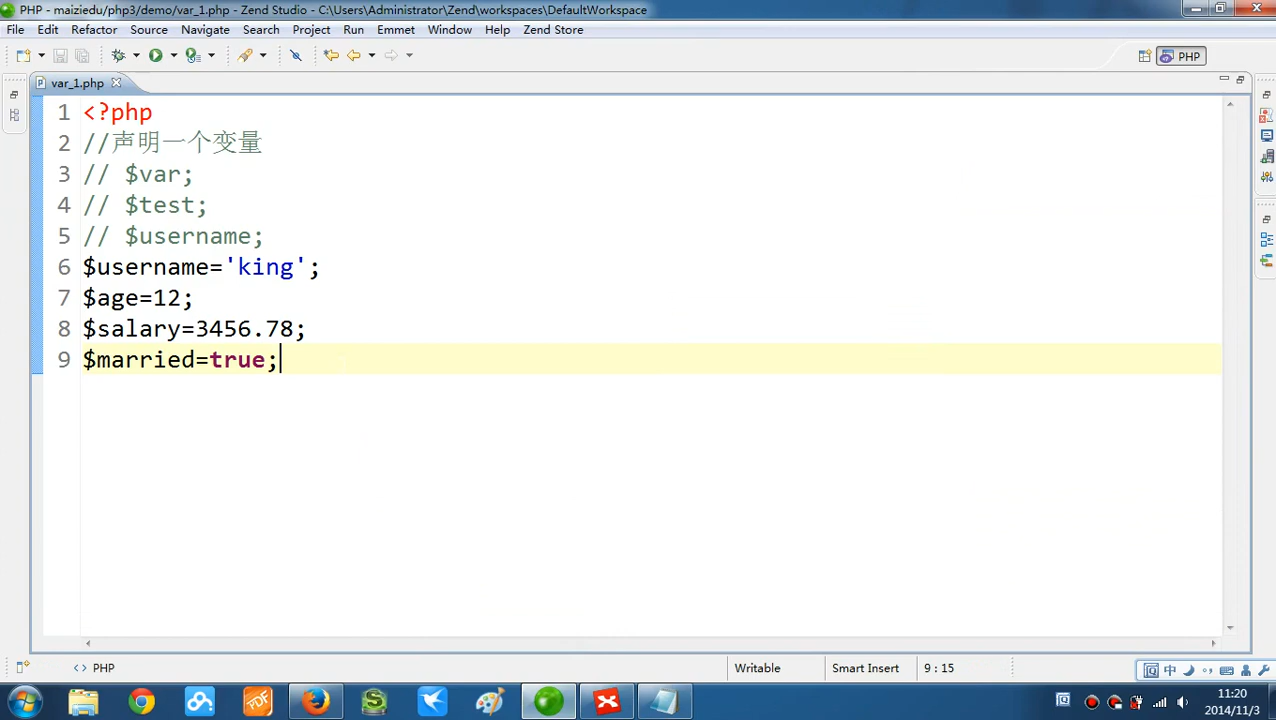 PHP - maiziedu/php3/demo/var_1.php - Zend Studio - C:\Users\Administrator\Zend\workspaces\DefaultWorkspace
File Edit Refactor Source Navigate Search Project Run Emmet Window Help Zend Store
PHP
var_1.php
1 <?php
2 //声明一个变量
3 // $var;
4 // $test;
5 // $username;
6 $username='king';
7 $age=12;
8 $salary=3456.78;
9 $married=true;
PHP Writable Smart Insert 9 : 15
中
PDF
11:20
2014/11/3